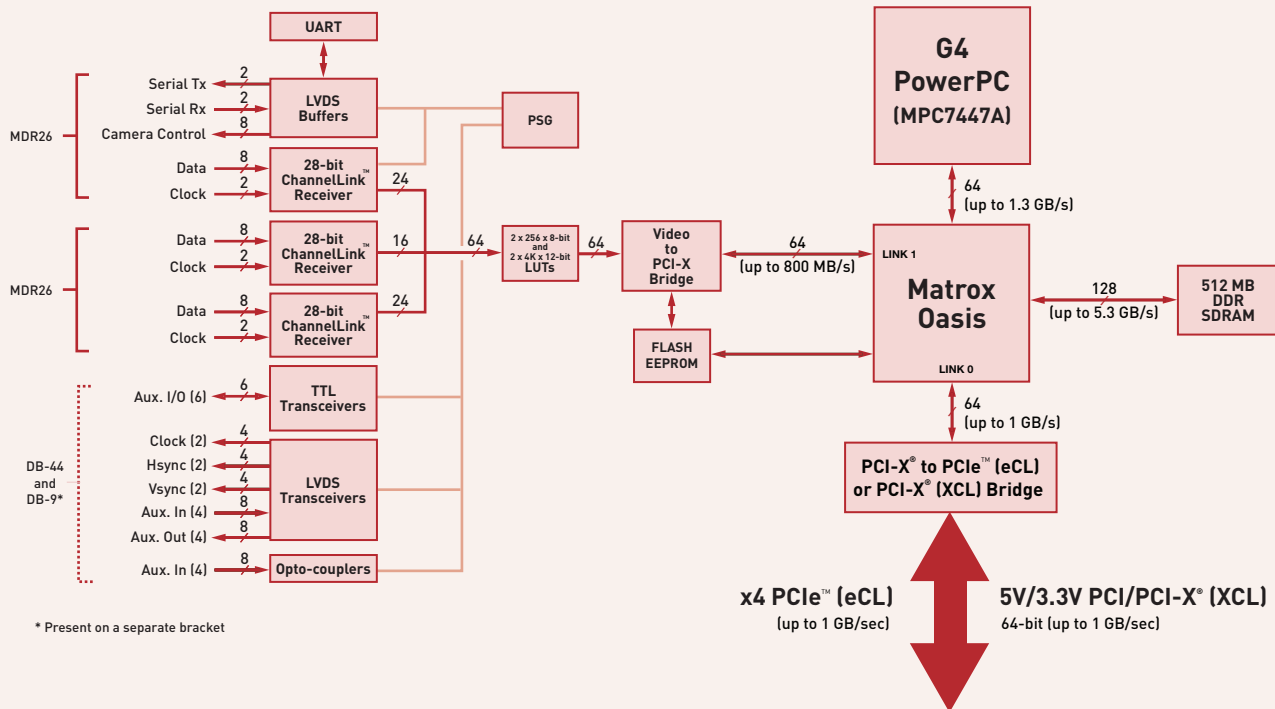 UART
MDR26
Serial Tx
2
Serial Rx
2
Camera Control
8
LVDS
Buffers
PSG
Data
8
Clock
2
28-bit
ChannelLink™
Receiver
24
MDR26
Data
8
Clock
2
28-bit
ChannelLink™
Receiver
16
Data
8
Clock
2
28-bit
ChannelLink™
Receiver
24
64
2 x 256 x 8-bit
and
2 x 4K x 12-bit
LUTs
64
Video
to
PCI-X
Bridge
64
(up to 800 MB/s)
FLASH
EEPROM
G4
PowerPC
(MPC7447A)
64
(up to 1.3 GB/s)
LINK 1
Matrox
Oasis
LINK 0
128
(up to 5.3 GB/s)
512 MB
DDR
SDRAM
64
(up to 1 GB/s)
PCI-X® to PCIe™ (eCL)
or PCI-X® (XCL) Bridge
x4 PCIe™ (eCL)
(up to 1 GB/sec)
5V/3.3V PCI/PCI-X® (XCL)
64-bit (up to 1 GB/sec)
DB-44
and
DB-9*
Aux. I/O (6)
6
TTL
Transceivers
Clock (2)
4
Hsync (2)
4
Vsync (2)
4
Aux. In (4)
8
Aux. Out (4)
8
LVDS
Transceivers
Aux. In (4)
8
Opto-couplers
* Present on a separate bracket